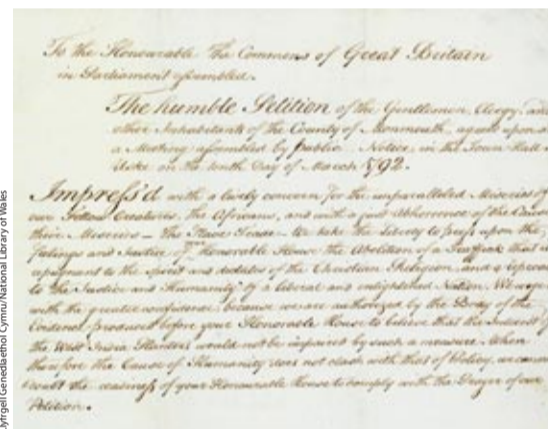 To the Honourable the Commons of Great Britain
in Parliament assembled.
The humble Petition of the Gentlemen, Clergy, and
other Inhabitants of the County of Monmouth, agreed upon at
a Meeting assembled by public Notice, in the Town Hall
Uske on the tenth Day of March 1792.
Impress'd with a lively concern for the unparalleled Miseries of
our Fellow Creatures, the Africans, and with a just Abhorrence of the Cause
their Miseries – The Slave Trade – We take the Liberty to press upon the
feelings and Justice of your Honorable House the Abolition of a Traffick that is
repugnant to the Spirit and dictates of the Christian Religion, and a
to the Justice and Humanity of a liberal and enlightened Nation. We
with the greater confidence, because we are authorized by the Body of the
Evidence produced before your Honorable House to believe that the Interest of
the West India Planters would not be impaired by such a measure. When
therefore the Cause of Humanity does not clash with that of Policy, we cannot
doubt the readiness of your Honourable House to comply with the Prayer of our
Petition.
Llyfrgell Genedlaethol Cymru/National Library of Wales